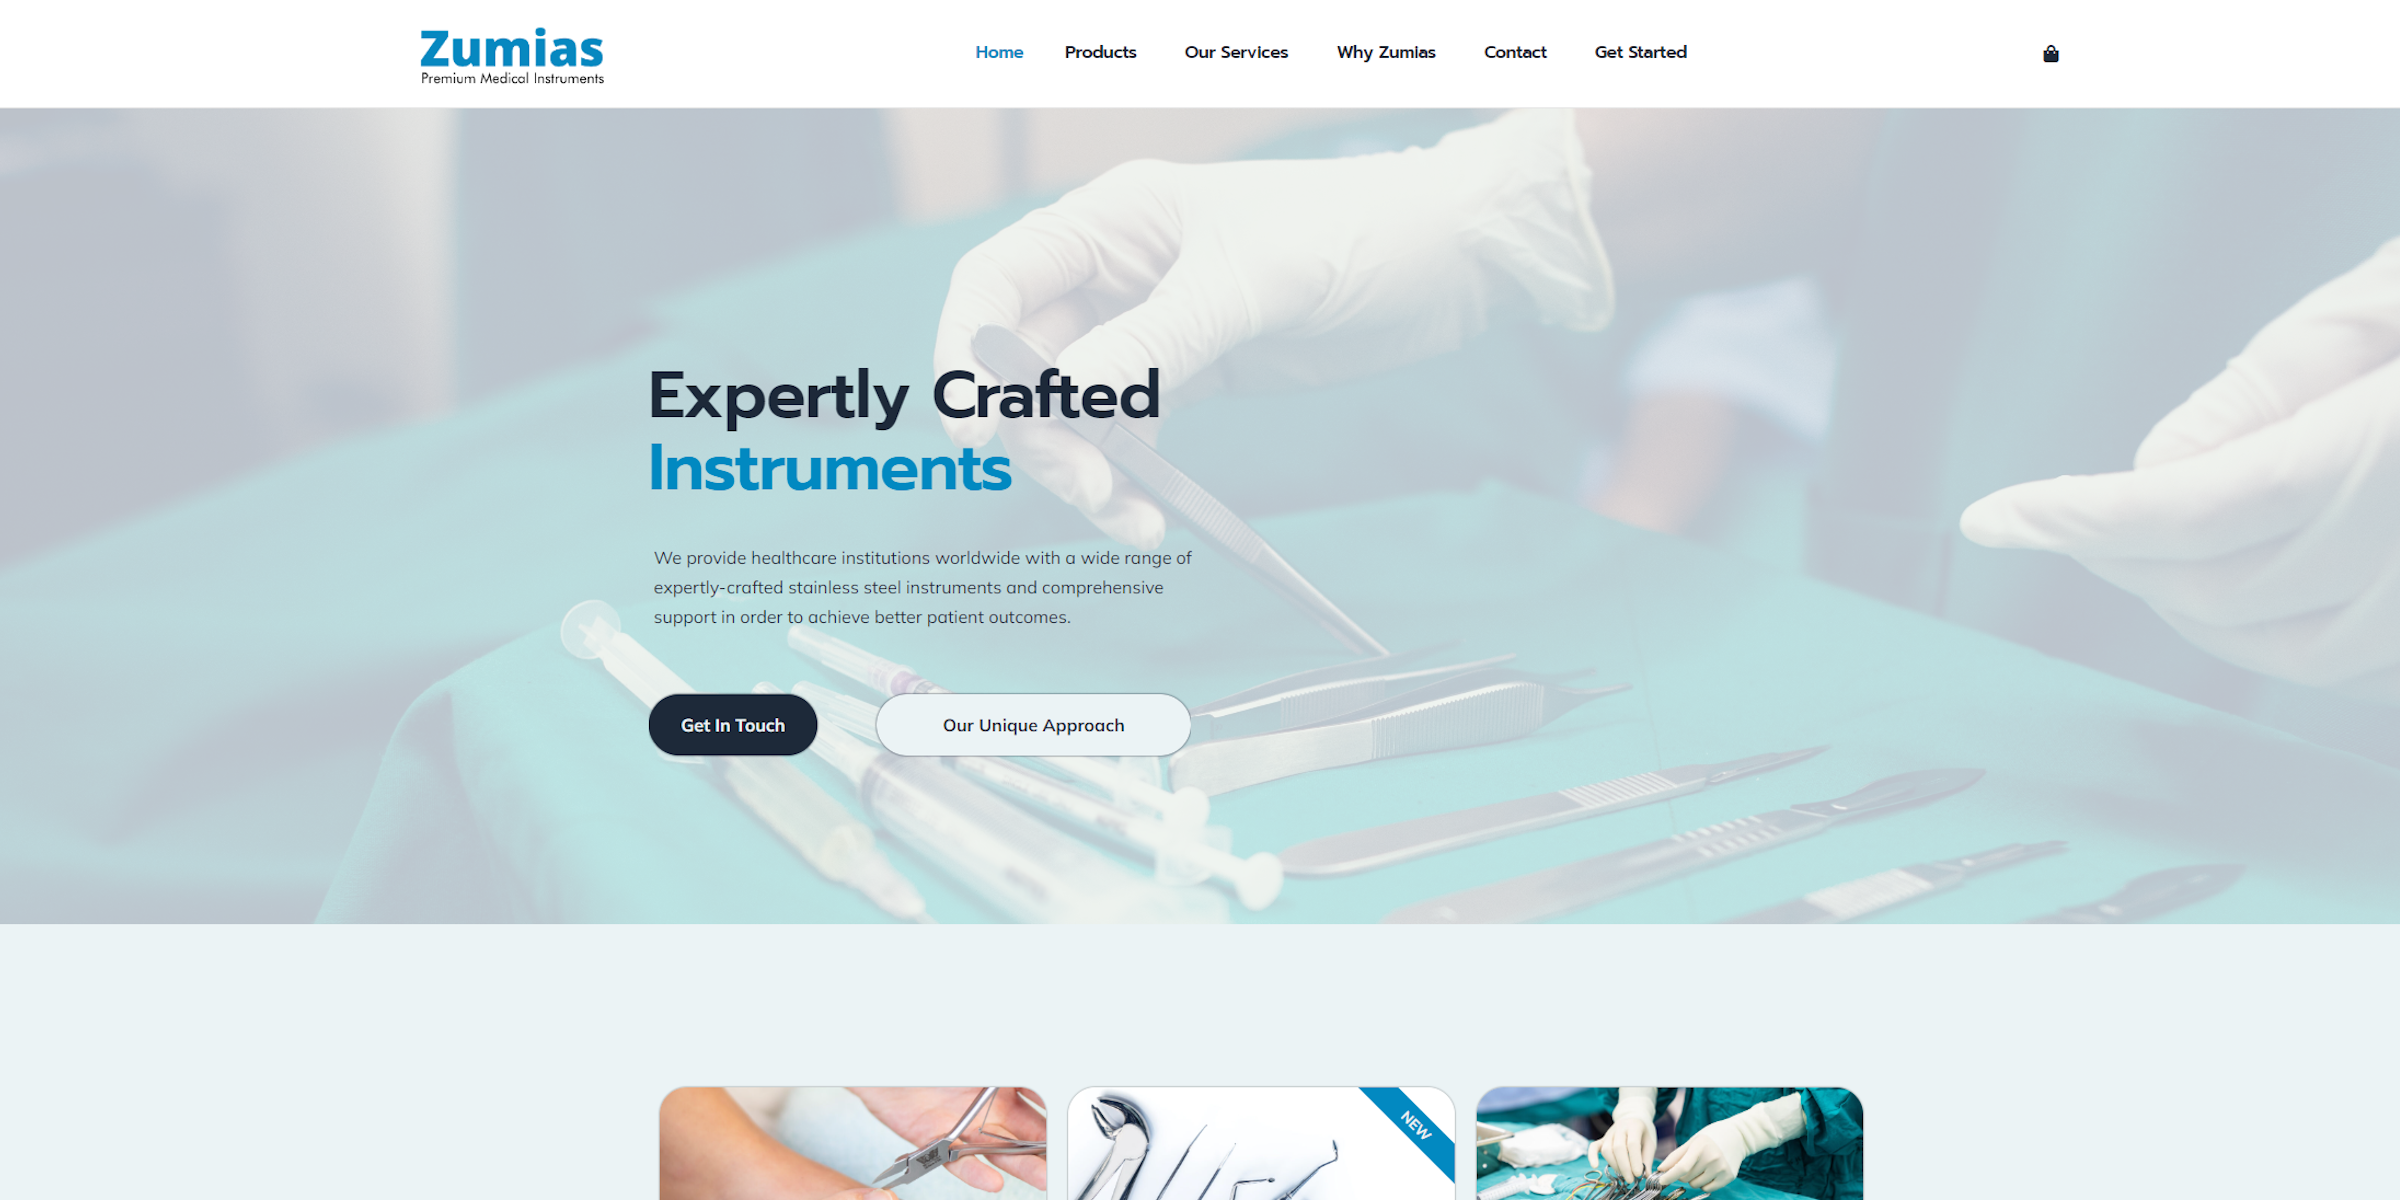 Zumias
Premium Medical Instruments
Home
Products
Our Services
Why Zumias
Contact
Get Started
Expertly Crafted
Instruments
We provide healthcare institutions worldwide with a wide range of
expertly-crafted stainless steel instruments and comprehensive
support in order to achieve better patient outcomes.
Get In Touch
Our Unique Approach
NEW